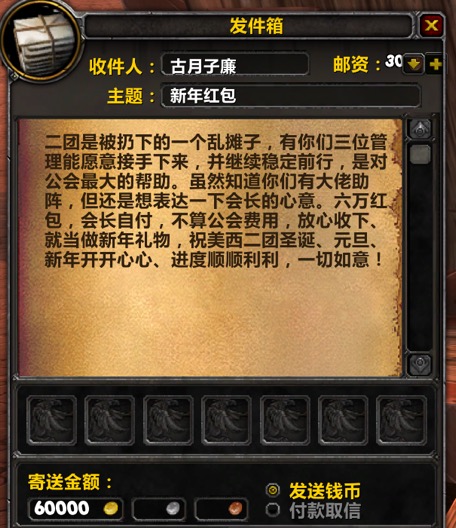 发件箱
收件人：古月子廉
邮资：30
主题：新年红包
二团是被扔下的一个乱摊子，有你们三位管
理能愿意接手下来，并继续稳定前行，是对
公会最大的帮助。虽然知道你们有大佬助
阵，但还是想表达一下会长的心意。六万红
包，会长自付，不算公会费用，放心收下、
就当做新年礼物，祝美西二团圣诞、元旦、
新年开开心心、进度顺顺利利，一切如意！
寄送金额：
60000
发送钱币
付款取信